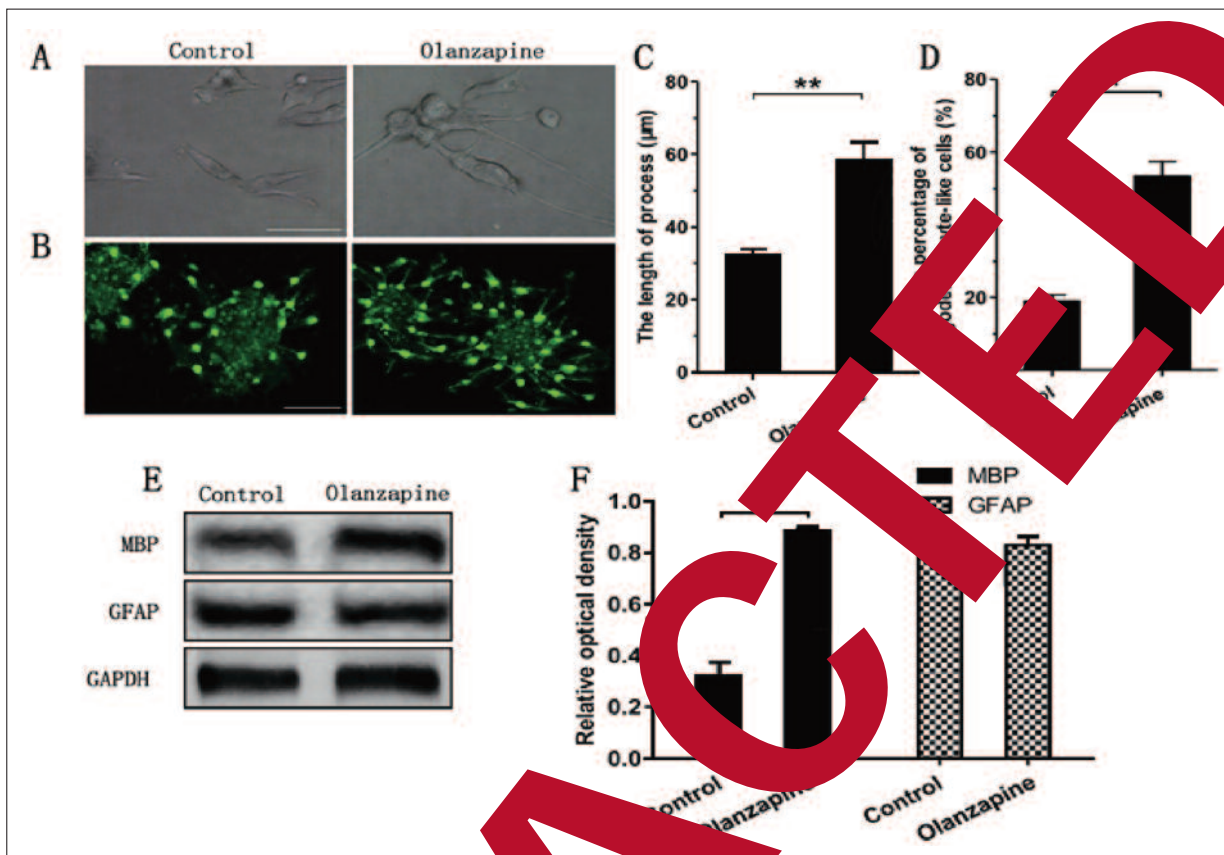 A
Control
Olanzapine
B
C
The length of process (μm)
80
60
40
20
0
**
Control
D
percentage of
-like cells (%)
80
60
20
E
Control
Olanzapine
MBP
GFAP
GAPDH
F
MBP
GFAP
Relative optical density
1.0
0.8
0.6
0.4
0.2
0.0
Control
Olanzapine
Control
Olanzapine
ACTED